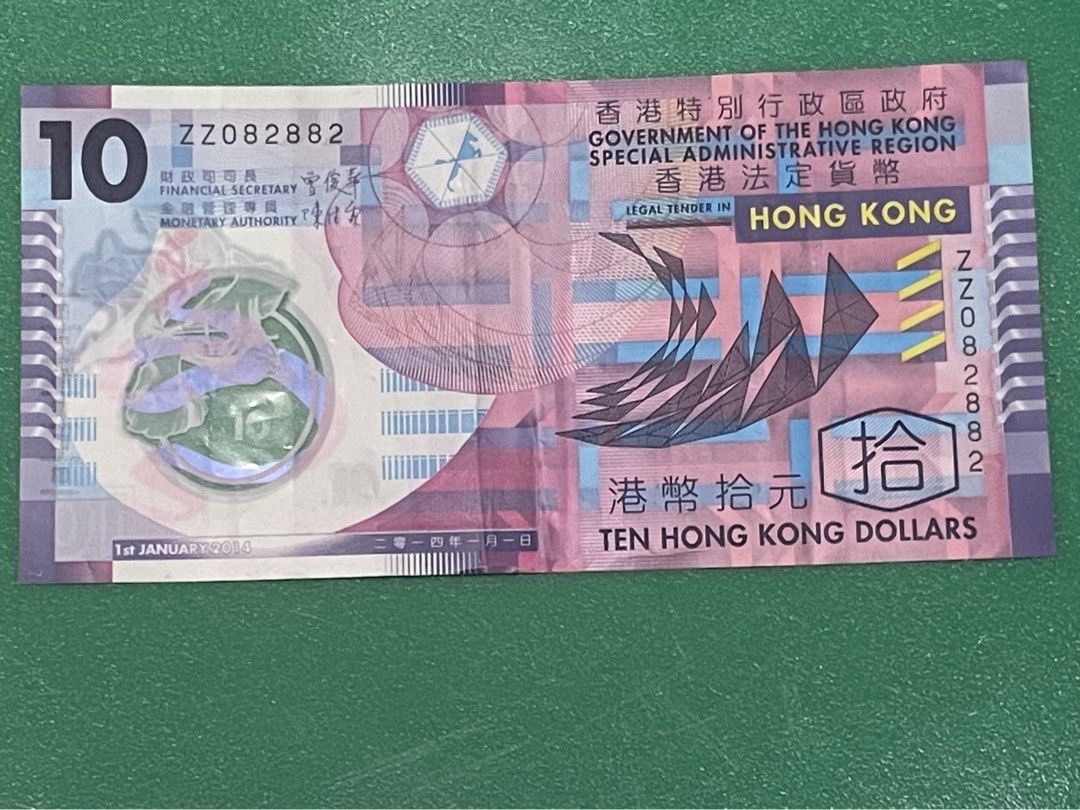 10
ZZ082882
財政司司長
FINANCIAL SECRETARY
金融管理專員
MONETARY AUTHORITY
香港特別行政區政府
GOVERNMENT OF THE HONG KONG
SPECIAL ADMINISTRATIVE REGION
香港法定貨幣
LEGAL TENDER IN HONG KONG
ZZ082882
拾
港幣拾元
TEN HONG KONG DOLLARS
1st JANUARY 2014
二零一四年一月一日